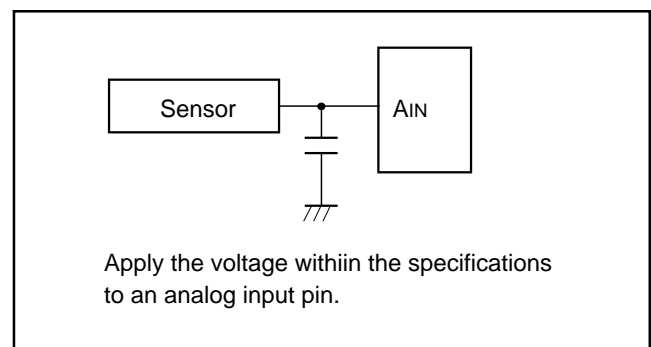 Sensor
AIN
Apply the voltage withiin the specifications
to an analog input pin.